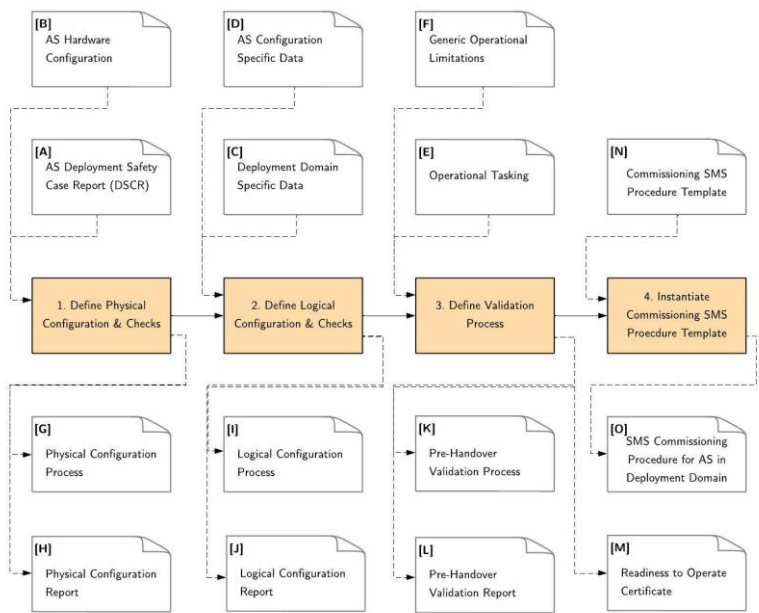 [B]
AS Hardware
Configuration
[D]
AS Configuration
Specific Data
[F]
Generic Operational
Limitations
[A]
AS Deployment Safety
Case Report (DSCR)
[C]
Deployment Domain
Specific Data
[E]
Operational Tasking
[N]
Commissioning SMS
Procedure Template
1. Define Physical
Configuration & Checks
2. Define Logical
Configuration & Checks
3. Define Validation
Process
4. Instantiate
Commissioning SMS
Proecdure Template
[G]
Physical Configuration
Process
[I]
Logical Configuration
Process
[K]
Pre-Handover
Validation Process
[O]
SMS Commissioning
Procedure for AS in
Deployment Domain
[H]
Physical Configuration
Report
[J]
Logical Configuration
Report
[L]
Pre-Handover
Validation Report
[M]
Readiness to Operate
Certificate